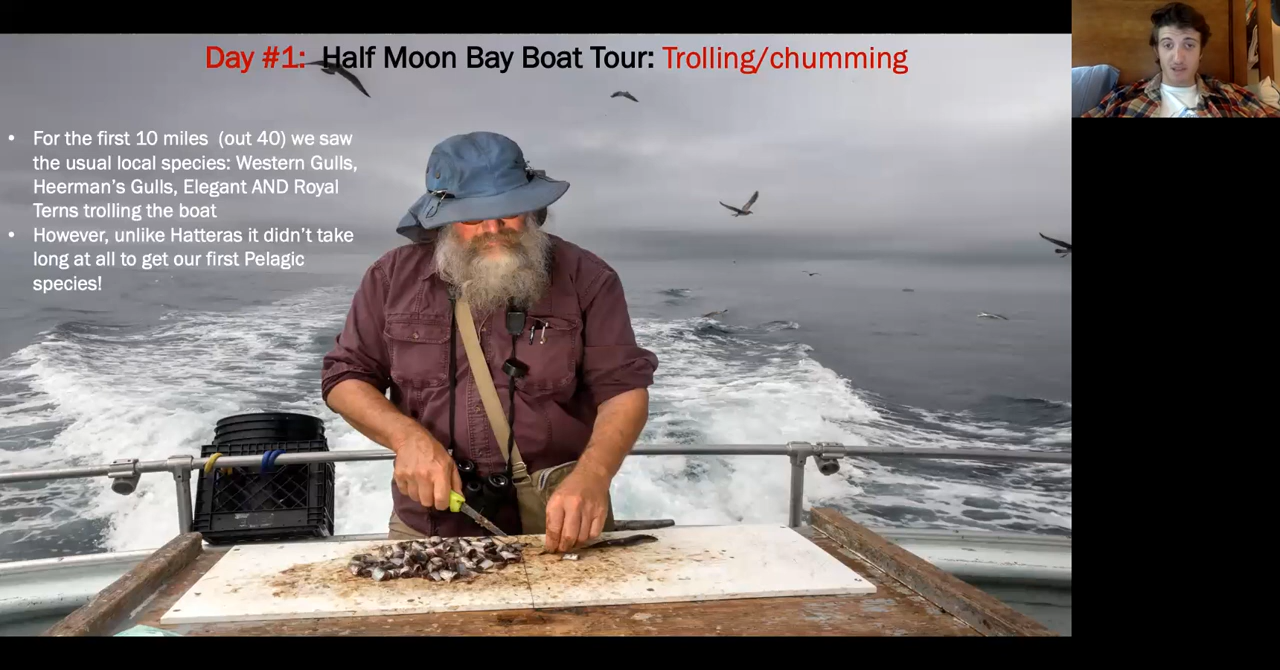 Day #1: Half Moon Bay Boat Tour: Trolling/chumming
• For the first 10 miles (out 40) we saw
the usual local species: Western Gulls,
Heerman's Gulls, Elegant AND Royal
Terns trolling the boat
• However, unlike Hatteras it didn't take
long at all to get our first Pelagic
species!